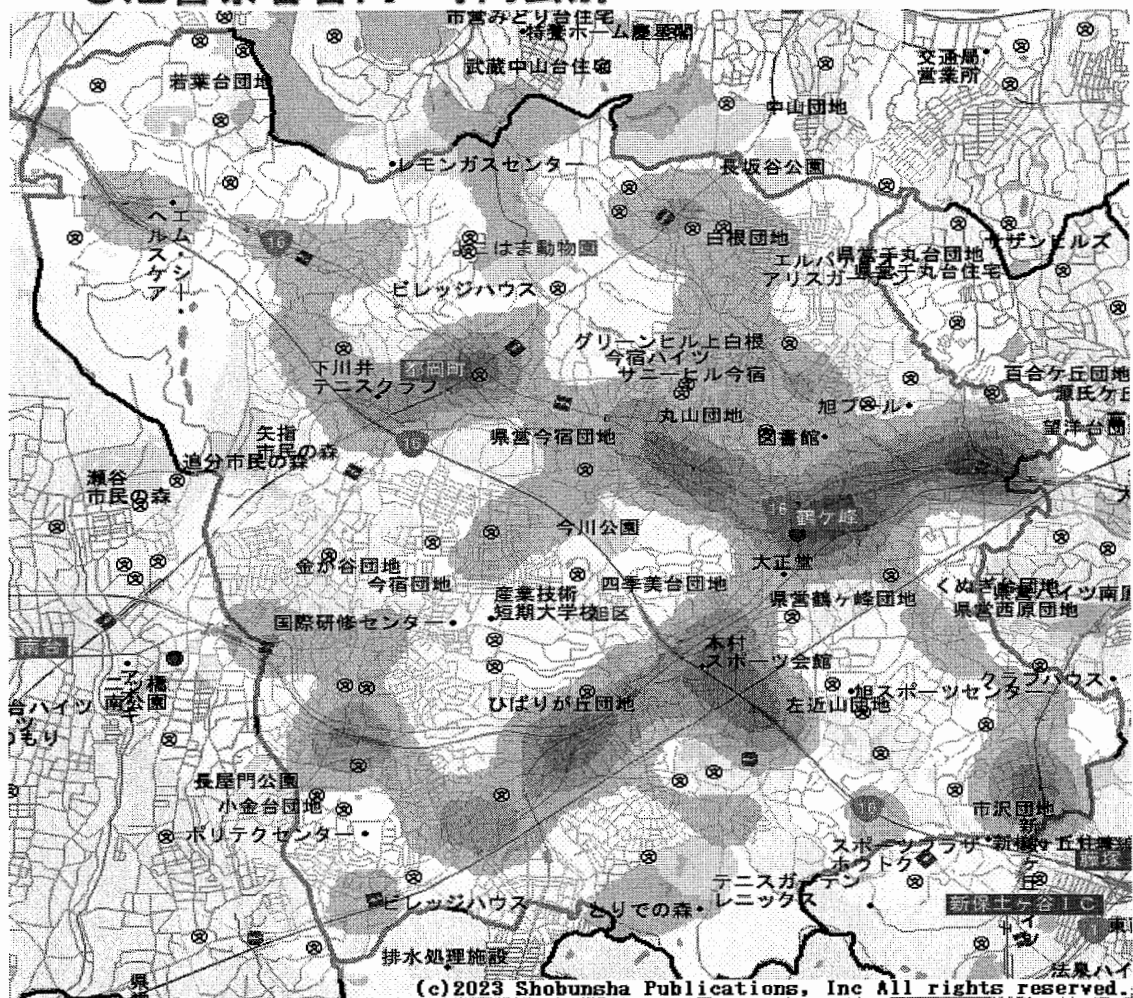 市営みどり台住宅
特養ホーム
武蔵中山台住宅
交通局
営業所
若葉台団地
中山団地
レモンガスセンター
長坂谷公園
エム・シー・
ヘルスケア
16
はま動物園
白根団地
サザンヒルズ
県営千丸台団地
県営千丸台住宅
ビレッジハウス
グリーンヒル上白根
今宿ハイツ
サニーヒル今宿
下川井
テニスクラブ
百合ケ丘団地
丸山団地
旭プール
図書館
望洋台団
県営今宿団地
16
矢指
市民の森
追分市民の森
瀬谷
市民の森
16
鶴ケ峰
今川公園
大正堂
金が谷団地
今宿団地
産業技術
短期大学校
旭区
四季美台団地
県営鶴ヶ峰団地
くぬぎ台団地
県営西原団地
国際研修センター
南台
本村
スポーツ会館
クラブハウス
南公園
台ハイツ
ひばりが丘団地
旭スポーツセンター
左近山団地
長屋門公園
小金台団地
ポリテクセンター
16
市沢団地
スポーツプラザ
ホウトク
テニスガーデン
レニックス
新保土ヶ谷IC
ビレッジハウス
とりでの森
排水処理施設
法泉ハイ
(c)2023 Shobunsha Publications, Inc All rights reserved.